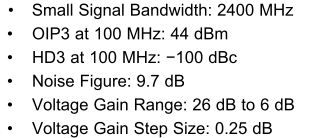 • Small Signal Bandwidth: 2400 MHz
• OIP3 at 100 MHz: 44 dBm
• HD3 at 100 MHz: −100 dBc
• Noise Figure: 9.7 dB
• Voltage Gain Range: 26 dB to 6 dB
• Voltage Gain Step Size: 0.25 dB